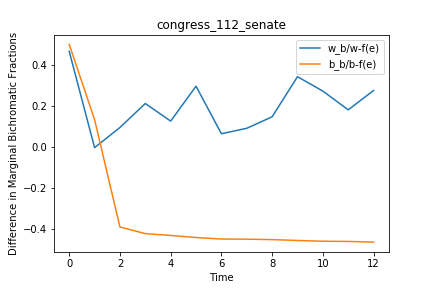 congress_112_senate
w_b/w-f(e)
b_b/b-f(e)
Difference in Marginal Bichromatic Fractions
0.4
0.2
0.0
−0.2
−0.4
0
2
4
6
8
10
12
Time